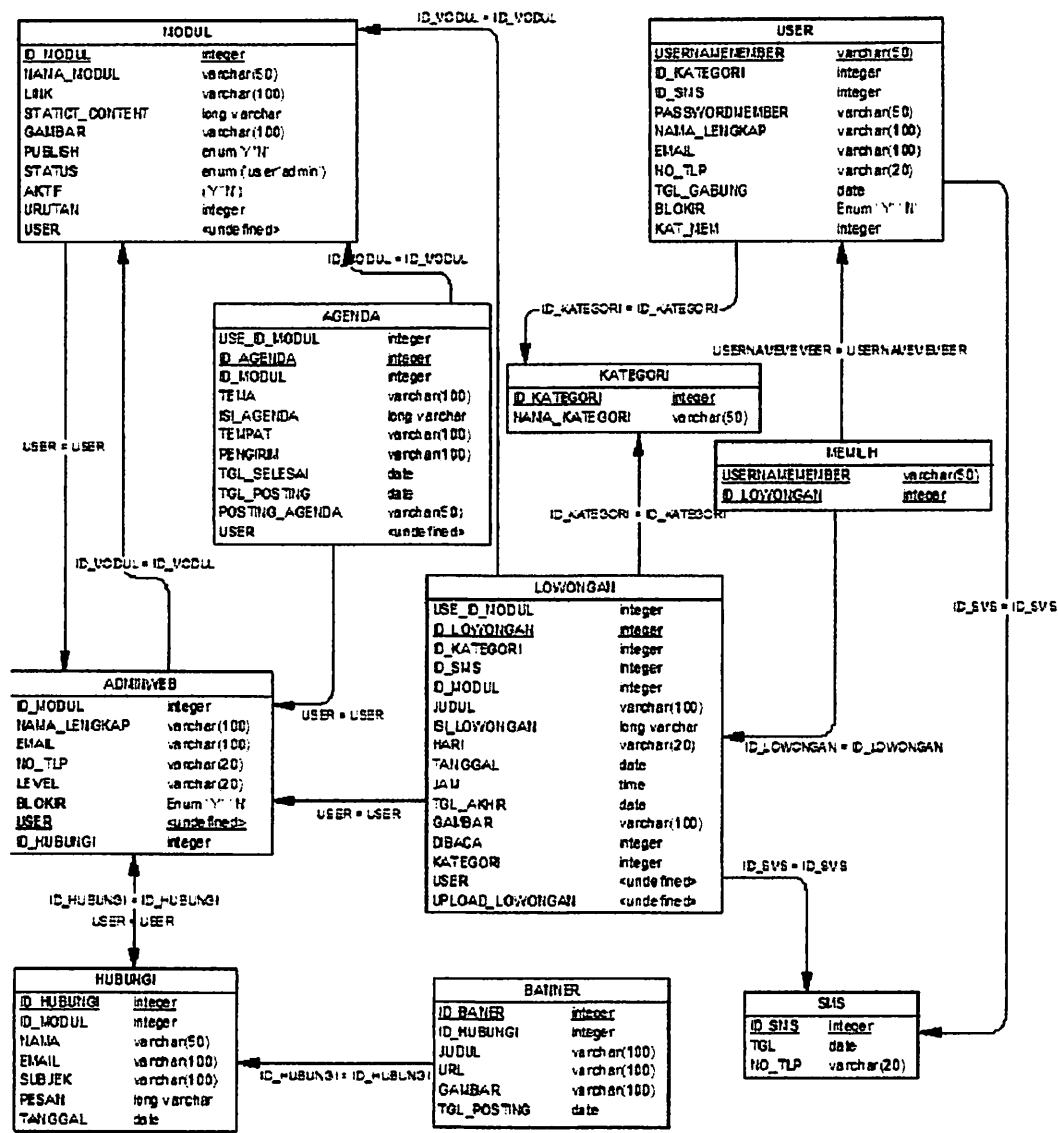 ID_MODUL = ID_MODUL
MODUL
ID_MODUL integer
NAMA_MODUL varchar(50)
LINK varchar(100)
STATICT_CONTENT long varchar
GAMBAR varchar(100)
PUBLISH enum 'Y''N'
STATUS enum ('user''admin')
AKTIF ('Y''N')
URUTAN integer
USER <undefined>
USER
USERNAMEMEMBER varchar(50)
ID_KATEGORI integer
ID_SMS integer
PASSWORDMEMBER varchar(50)
NAMA_LENGKAP varchar(100)
EMAIL varchar(100)
NO_TLP varchar(20)
TGL_GABUNG date
BLOKIR Enum 'Y''N'
KAT_MEM integer
ID_MODUL = ID_MODUL
AGENDA
USE_ID_MODUL integer
ID_AGENDA integer
ID_MODUL integer
TEMA varchar(100)
ISI_AGENDA long varchar
TEMPAT varchar(100)
PENGIRIM varchar(100)
TGL_SELESAI date
TGL_POSTING date
POSTING_AGENDA varchar(50)
USER <undefined>
ID_KATEGORI = ID_KATEGORI
USERNAMEMEMBER = USERNAMEMEMBER
KATEGORI
ID_KATEGORI integer
NAMA_KATEGORI varchar(50)
USER = USER
MEMILIH
USERNAMEMEMBER varchar(50)
ID_LOWONGAN integer
ID_KATEGORI = ID_KATEGORI
ID_MODUL = ID_MODUL
LOWONGAN
USE_ID_MODUL integer
ID_LOWONGAN integer
ID_KATEGORI integer
ID_SMS integer
ID_MODUL integer
JUDUL varchar(100)
ISI_LOWONGAN long varchar
HARI varchar(20)
TANGGAL date
JAM time
TGL_AKHIR date
GAMBAR varchar(100)
DIBACA integer
KATEGORI integer
USER <undefined>
UPLOAD_LOWONGAN <undefined>
ID_SMS = ID_SMS
ADMINWEB
ID_MODUL integer
NAMA_LENGKAP varchar(100)
EMAIL varchar(100)
NO_TLP varchar(20)
LEVEL varchar(20)
BLOKIR Enum 'Y''N'
USER <undefined>
ID_HUBUNGI integer
USER = USER
ID_LOWONGAN = ID_LOWONGAN
USER = USER
ID_SMS = ID_SMS
ID_HUBUNGI = ID_HUBUNGI
USER = USER
HUBUNGI
ID_HUBUNGI integer
ID_MODUL integer
NAMA varchar(50)
EMAIL varchar(100)
SUBJEK varchar(100)
PESAN long varchar
TANGGAL date
ID_HUBUNGI = ID_HUBUNGI
BANNER
ID_BANER integer
ID_HUBUNGI integer
JUDUL varchar(100)
URL varchar(100)
GAMBAR varchar(100)
TGL_POSTING date
SMS
ID_SMS Integer
TGL date
NO_TLP varchar(20)